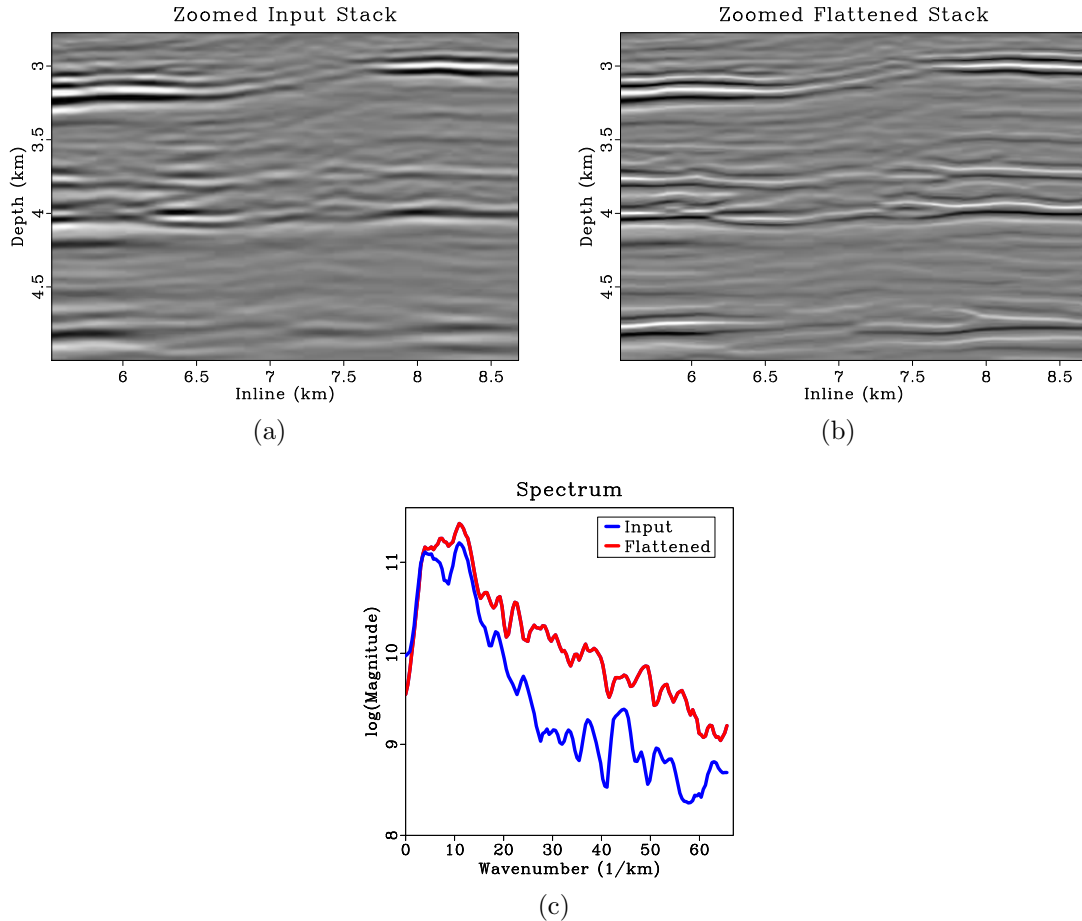 Zoomed Input Stack
Depth (km)
3
3.5
4
4.5
6
6.5
7
7.5
8
8.5
Inline (km)
(a)
Zoomed Flattened Stack
Depth (km)
3
3.5
4
4.5
6
6.5
7
7.5
8
8.5
Inline (km)
(b)
Spectrum
Input
Flattened
log(Magnitude)
11
10
9
8
0
10
20
30
40
50
60
Wavenumber (1/km)
(c)